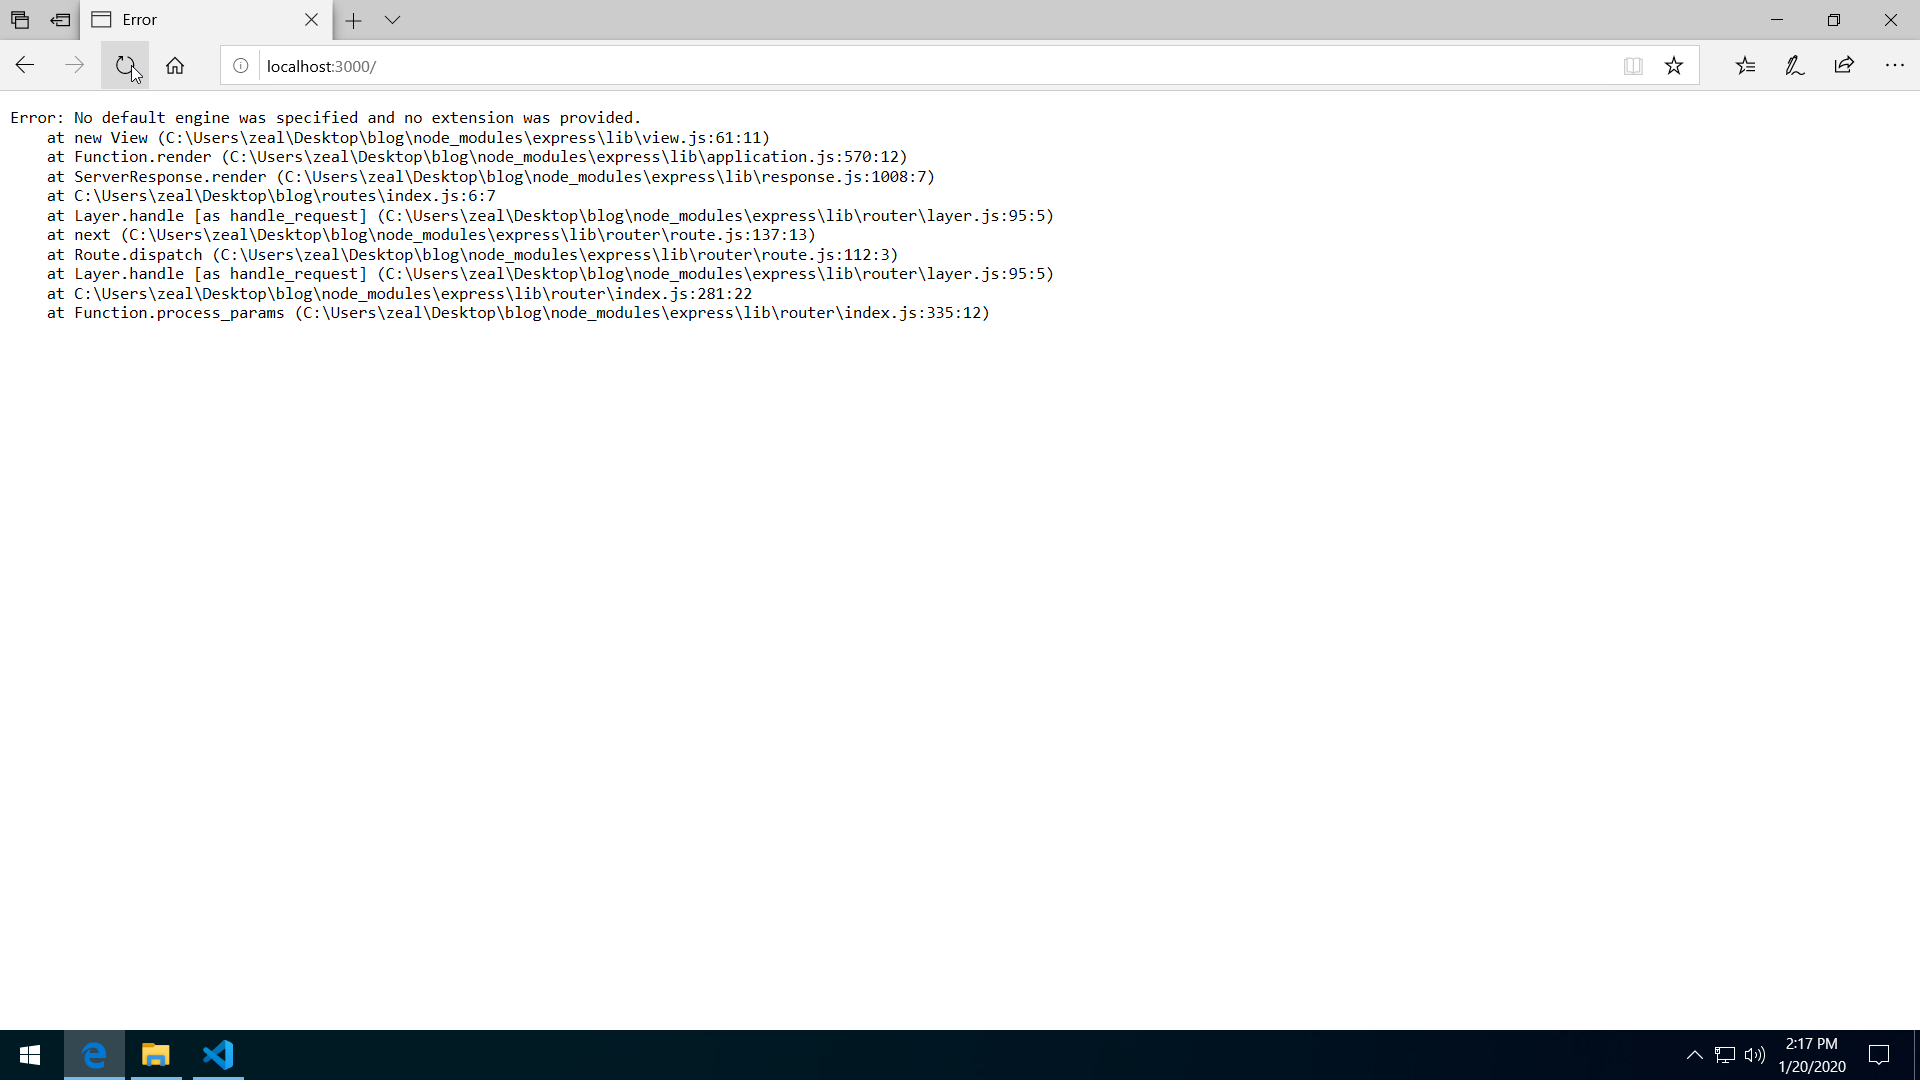 Error
localhost:3000/
Error: No default engine was specified and no extension was provided.
at new View (C:\Users\zeal\Desktop\blog\node_modules\express\lib\view.js:61:11)
at Function.render (C:\Users\zeal\Desktop\blog\node_modules\express\lib\application.js:570:12)
at ServerResponse.render (C:\Users\zeal\Desktop\blog\node_modules\express\lib\response.js:1008:7)
at C:\Users\zeal\Desktop\blog\routes\index.js:6:7
at Layer.handle [as handle_request] (C:\Users\zeal\Desktop\blog\node_modules\express\lib\router\layer.js:95:5)
at next (C:\Users\zeal\Desktop\blog\node_modules\express\lib\router\route.js:137:13)
at Route.dispatch (C:\Users\zeal\Desktop\blog\node_modules\express\lib\router\route.js:112:3)
at Layer.handle [as handle_request] (C:\Users\zeal\Desktop\blog\node_modules\express\lib\router\layer.js:95:5)
at C:\Users\zeal\Desktop\blog\node_modules\express\lib\router\index.js:281:22
at Function.process_params (C:\Users\zeal\Desktop\blog\node_modules\express\lib\router\index.js:335:12)
2:17 PM
1/20/2020